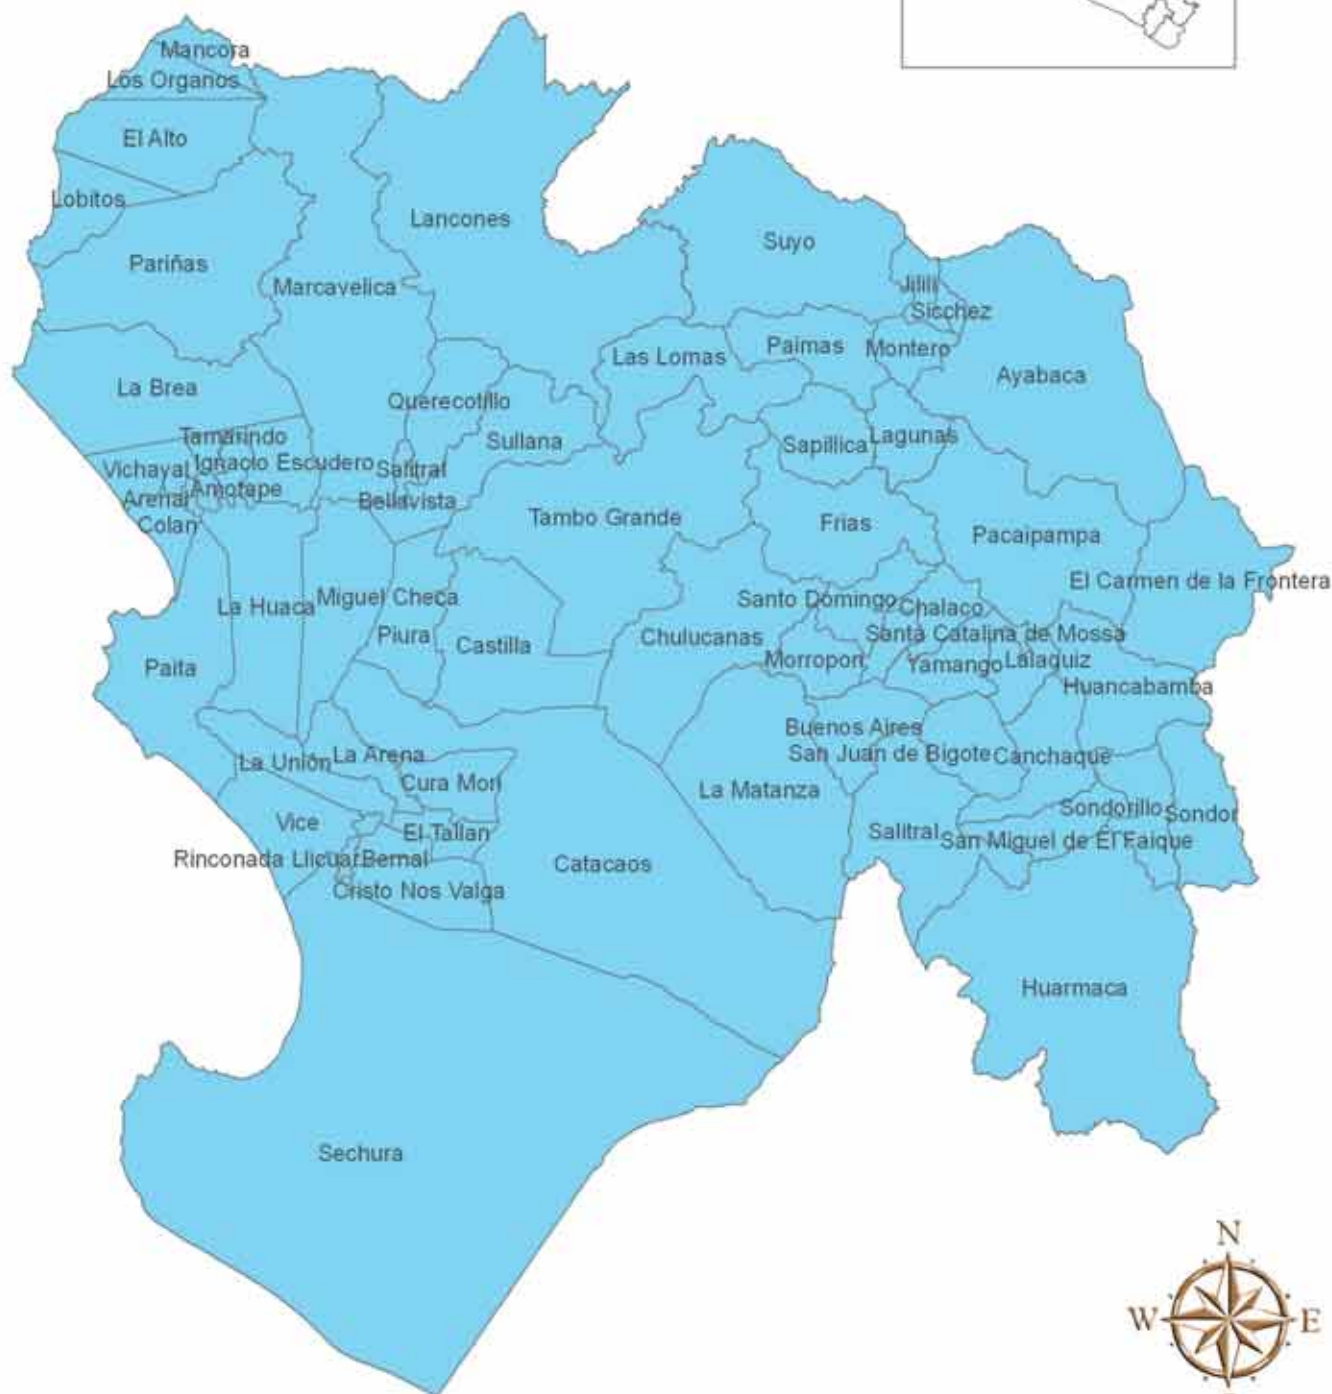 Mancora
Los Organos
El Alto
Lobitos
Lancones
Pariñas
Suyo
Marcavelica
Jilili
Sicchez
Las Lomas
Paimas
Montero
Ayabaca
La Brea
Querecotillo
Sullana
Tamarindo
Sapillica
Lagunas
Vichayal
Ignacio Escudero
Salitral
Arenal
Amotape
Bellavista
Colan
Tambo Grande
Frias
Pacaipampa
El Carmen de la Frontera
La Huaca
Miguel Checa
Santo Domingo
Chalaco
Piura
Castilla
Chulucanas
Santa Catalina de Mossa
Paita
Morropon
Yamango
Lalaquiz
Huancabamba
Buenos Aires
La Unión
La Arena
San Juan de Bigote
Canchaque
Cura Mori
La Matanza
Vice
El Tallan
Salitral
Sondorillo
Sondor
San Miguel de El Faique
Rinconada Llicuar
Bernal
Catacaos
Cristo Nos Valga
Huarmaca
Sechura
N
W
E